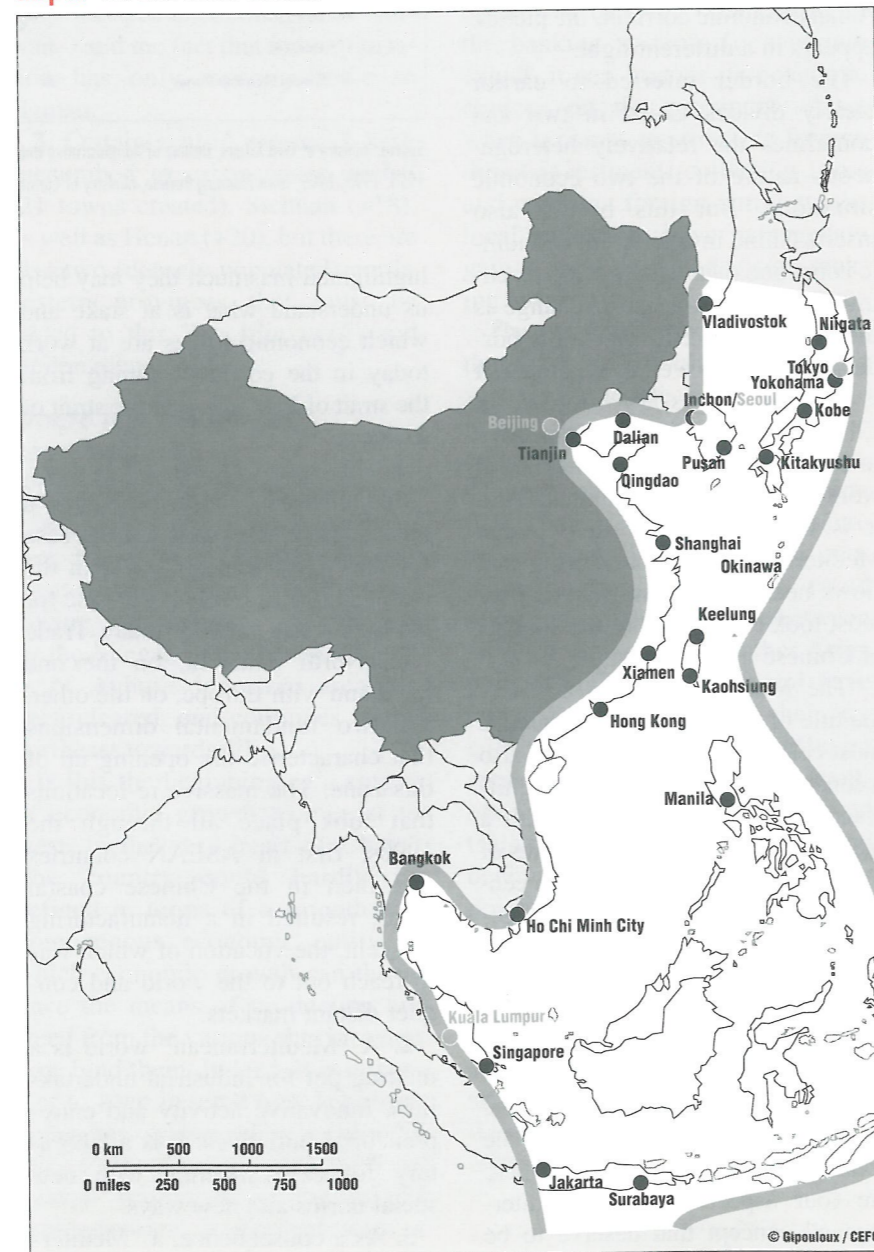 Vladivostok
Niigata
Tokyo
Yokohama
Inchon/Seoul
Kobe
Beijing
Dalian
Tianjin
Pusan
Kitakyushu
Qingdao
Shanghai
Okinawa
Keelung
Xiamen
Kaohsiung
Hong Kong
Manila
Bangkok
Ho Chi Minh City
Kuala Lumpur
Singapore
0 km 500 1000 1500
0 miles 250 500 750 1000
Jakarta
Surabaya
© Gipouloux / CEFC